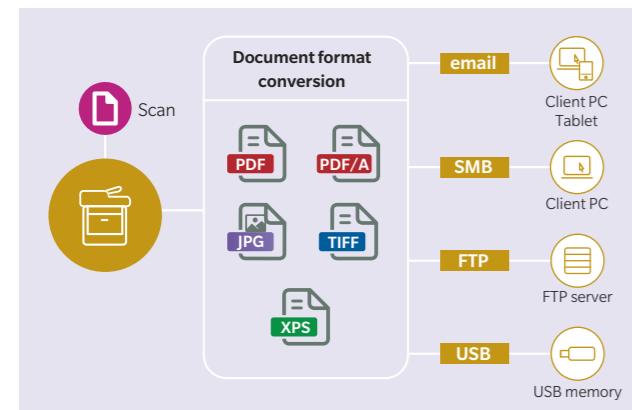 Scan
Document format
conversion
PDF
PDF/A
JPG
TIFF
XPS
email
Client PC
Tablet
SMB
Client PC
FTP
FTP server
USB
USB memory